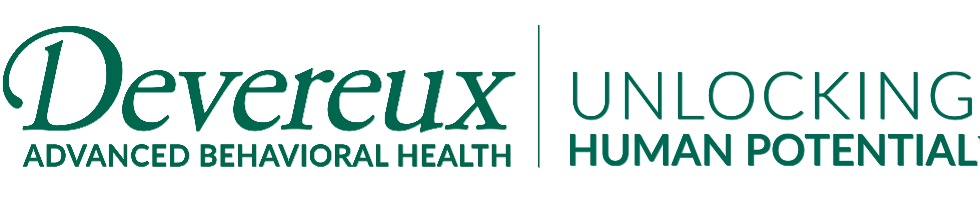 Devereux
ADVANCED BEHAVIORAL HEALTH
UNLOCKING
HUMAN POTENTIAL